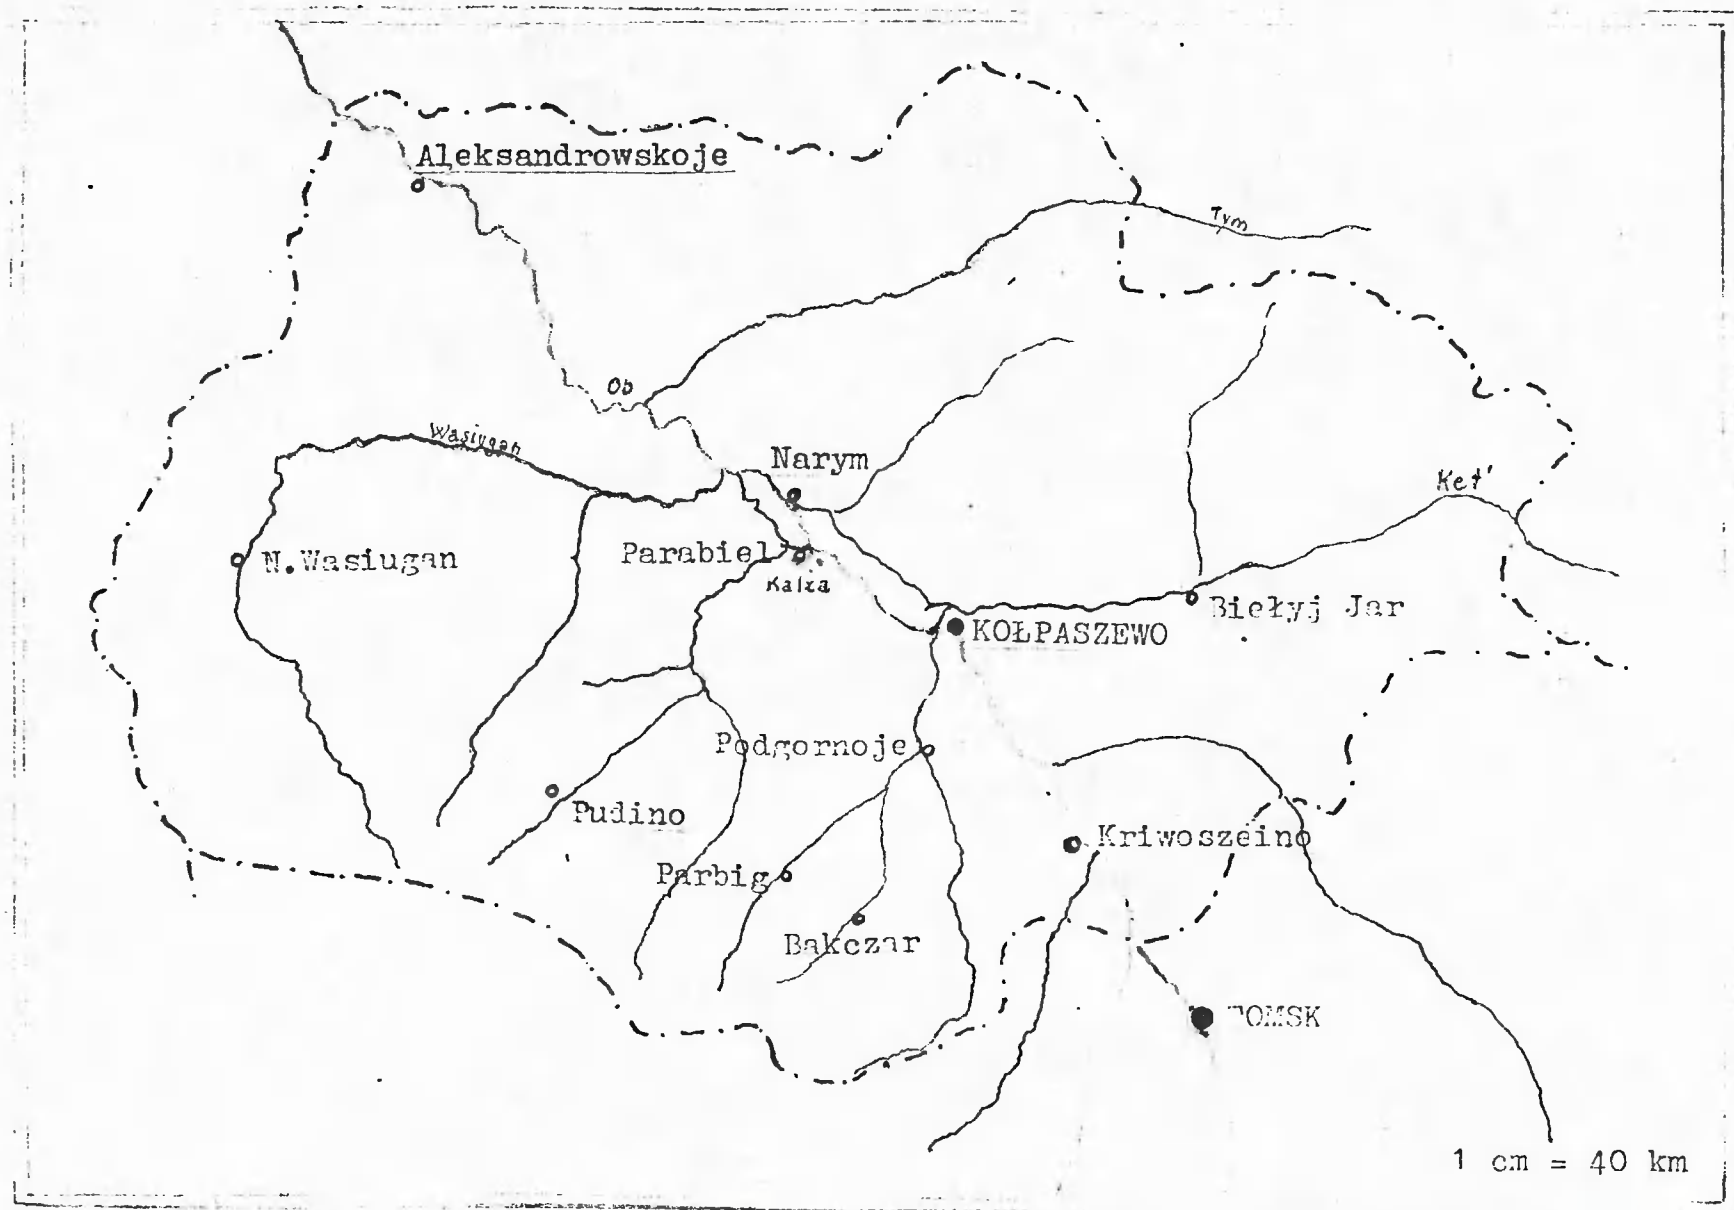 Aleksandrowskoje
Tym
Ob
Wasiugan
Narym
Ket'
Parabiel
N.Wasiugan
Biełyj Jar
KOŁPASZEWO
Podgornoje
Pudino
Kriwoszeino
Parbig
Bakczar
TOMSK
1 cm = 40 km